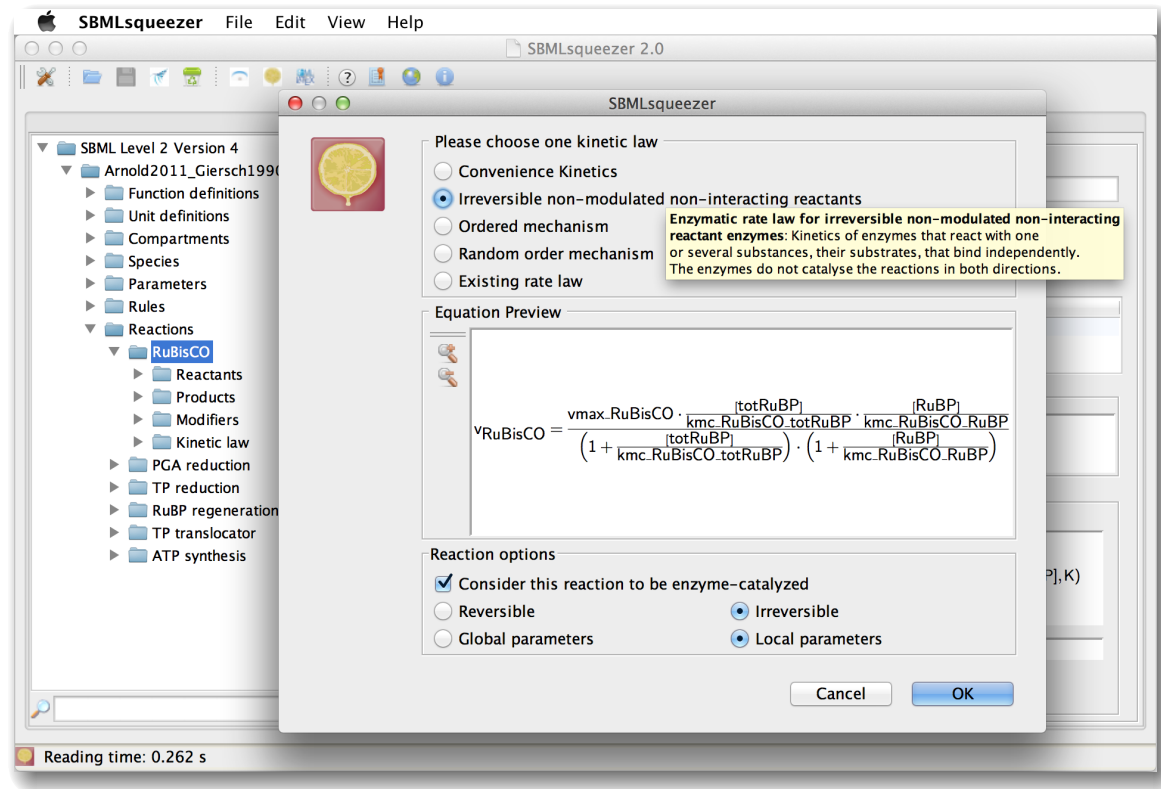 SBMLsqueezer File Edit View Help
SBMLsqueezer 2.0
SBMLsqueezer
SBML Level 2 Version 4
Arnold2011_Giersch1990
Function definitions
Unit definitions
Compartments
Species
Parameters
Rules
Reactions
RuBisCO
Reactants
Products
Modifiers
Kinetic law
PGA reduction
TP reduction
RuBP regeneration
TP translocator
ATP synthesis
Please choose one kinetic law
Convenience Kinetics
Irreversible non-modulated non-interacting reactants
Ordered mechanism
Random order mechanism
Existing rate law
Enzymatic rate law for irreversible non-modulated non-interacting
reactant enzymes: Kinetics of enzymes that react with one
or several substances, their substrates, that bind independently.
The enzymes do not catalyse the reactions in both directions.
Equation Preview
[totRuBP] [RuBP]
vmax_RuBisCO · kmc_RuBisCO_totRuBP · kmc_RuBisCO_RuBP
vRuBisCO =
(1 + [totRuBP] / kmc_RuBisCO_totRuBP) · (1 + [RuBP] / kmc_RuBisCO_RuBP)
Reaction options
Consider this reaction to be enzyme-catalyzed
Reversible Irreversible
Global parameters Local parameters
P],K)
Cancel OK
Reading time: 0.262 s